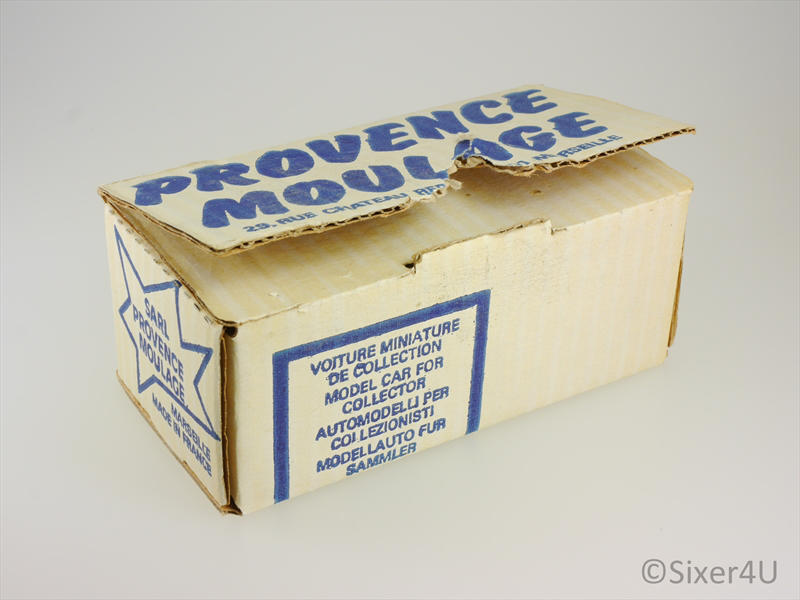 PROVENCE
MOULAGE
29, RUE CHATEAU MARSEILLE
SARL
PROVENCE
MOULAGE
MARSEILLE
MADE IN FRANCE
VOITURE MINIATURE
DE COLLECTION
MODEL CAR FOR
COLLECTOR
AUTOMODELLI PER
COLLEZIONISTI
MODELLAUTO FUR
SAMMLER
©Sixer4U